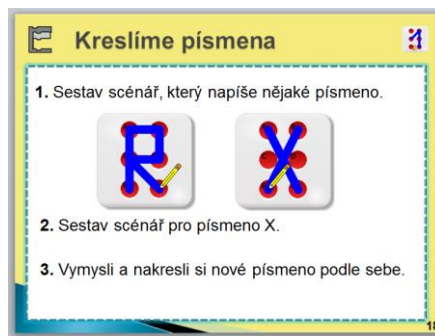 Kreslíme písmena
1. Sestav scénář, který napíše nějaké písmeno.
2. Sestav scénář pro písmeno X.
3. Vymysli a nakresli si nové písmeno podle sebe.